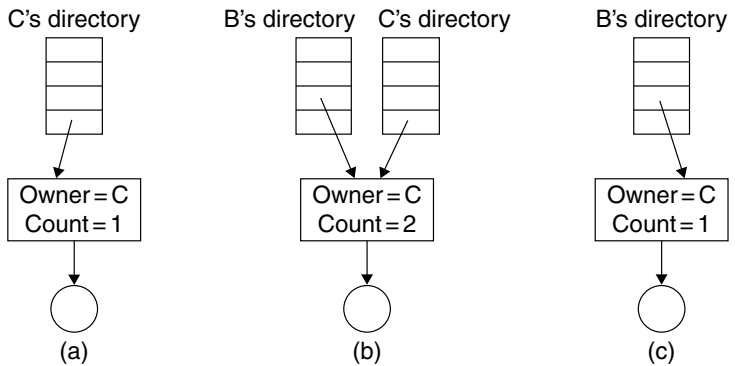 C's directory
B's directory C's directory
B's directory
Owner = C
Count = 1
Owner = C
Count = 2
Owner = C
Count = 1
(a)
(b)
(c)